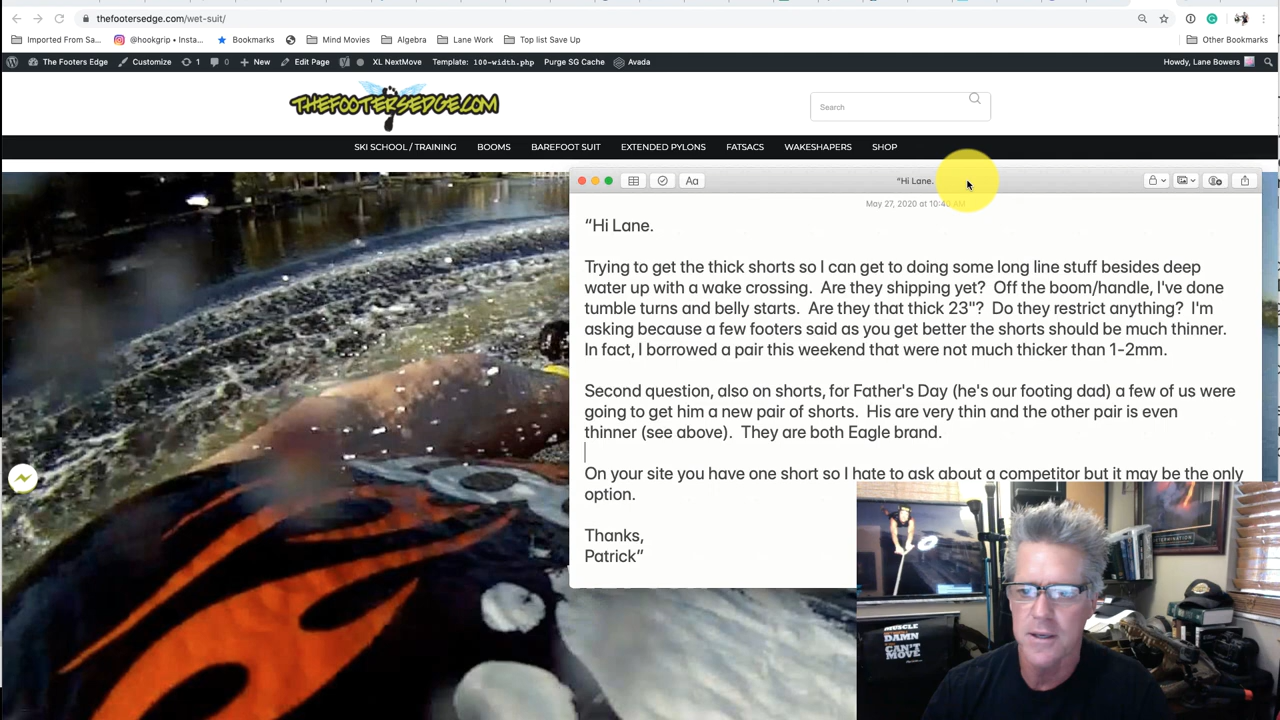 thefootersedge.com/wet-suit/
Imported From Sa...
@hookgrip • Insta...
Bookmarks
Mind Movies
Algebra
Lane Work
Top list Save Up
Other Bookmarks
The Footers Edge
Customize
1
0
New
Edit Page
XL NextMove
Template: 100-width.php
Purge SG Cache
Avada
Howdy, Lane Bowers
THEFOOTERSEDGE.COM
Search
SKI SCHOOL / TRAINING
BOOMS
BAREFOOT SUIT
EXTENDED PYLONS
FATSACS
WAKESHAPERS
SHOP
Aa
“Hi Lane.
May 27, 2020 at 10:40 AM
“Hi Lane.
Trying to get the thick shorts so I can get to doing some long line stuff besides deep
water up with a wake crossing.  Are they shipping yet?  Off the boom/handle, I've done
tumble turns and belly starts.  Are they that thick 23"?  Do they restrict anything?  I'm
asking because a few footers said as you get better the shorts should be much thinner.
In fact, I borrowed a pair this weekend that were not much thicker than 1-2mm.
Second question, also on shorts, for Father's Day (he's our footing dad) a few of us were
going to get him a new pair of shorts.  His are very thin and the other pair is even
thinner (see above).  They are both Eagle brand.
On your site you have one short so I hate to ask about a competitor but it may be the only
option.
Thanks,
Patrick”
MUSCLE
DAMN
CAN'T
MOVE